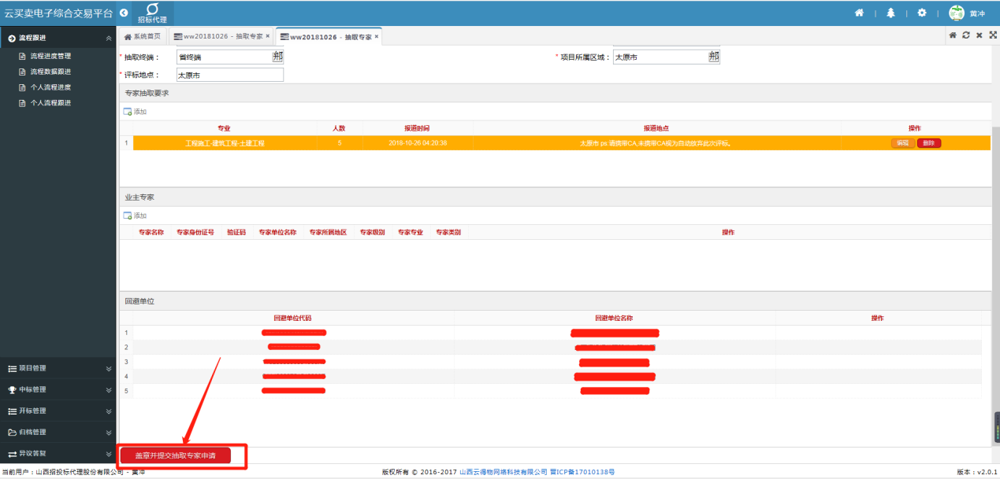 云买卖电子综合交易平台
招标代理
黄冲
流程跟进
流程进度管理
流程数据跟进
个人流程进度
个人流程跟进
项目管理
中标管理
开标管理
归档管理
异议答复
系统首页 ww20181026 - 抽取专家 × ww20181026 - 抽取专家 ×
* 抽取终端： 省终端 * 项目所属区域： 太原市
* 评标地点： 太原市
专家抽取要求
添加
专业 人数 报道时间 报道地点 操作
1 工程施工-建筑工程-土建工程 5 2018-10-26 04:20:38 太原市 ps:请携带CA,未携带CA视为自动放弃此次评标。 编辑 删除
业主专家
添加
专家名称 专家身份证号 验证码 专家单位名称 专家所属地区 专家级别 专家专业 专家类别 操作
回避单位
回避单位代码 回避单位名称 操作
1
2
3
4
5
盖章并提交抽取专家申请
当前用户：山西招投标代理股份有限公司 - 黄冲 版权所有 © 2016-2017 山西云得物网络科技有限公司 晋ICP备17010138号 版本：v2.0.1